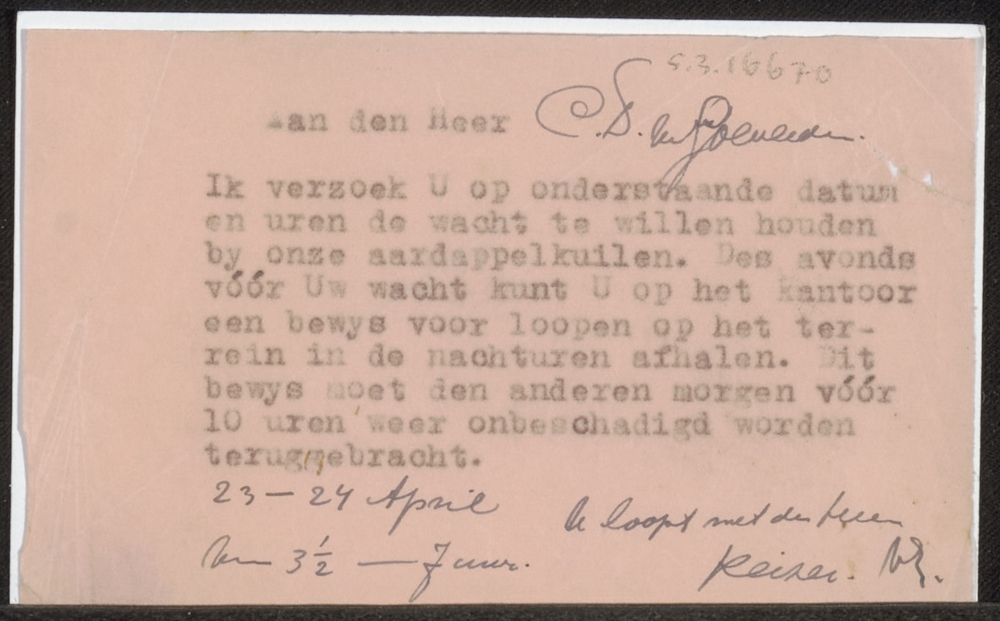 5.3.16670
Aan den Heer C.D. 
Ik verzoek U op onderstaande datum
en uren de wacht te willen houden
by onze aardappelkuilen. Des avonds
vóór Uw wacht kunt U op het kantoor
een bewys voor loopen op het ter-
rein in de nachturen afhalen. Dit
bewys moet den anderen morgen vóór
10 uren weer onbeschadigd worden
teruggebracht.
23 — 24 April
Van 3½ — 7 uur.
U loopt met den heer
Keizer.